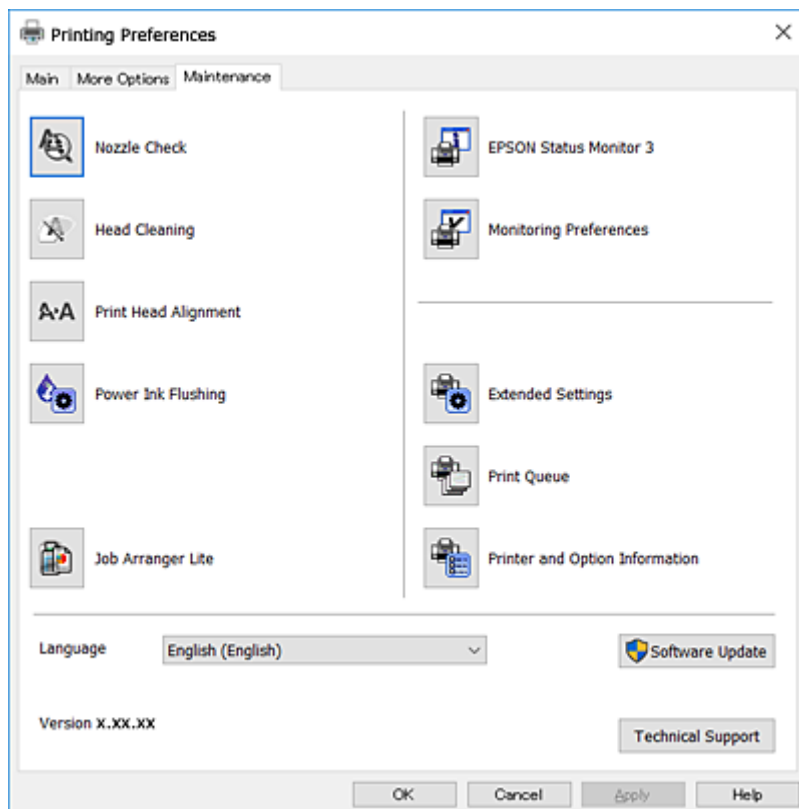 Printing Preferences
Main More Options Maintenance
Nozzle Check
Head Cleaning
A·A Print Head Alignment
Power Ink Flushing
Job Arranger Lite
EPSON Status Monitor 3
Monitoring Preferences
Extended Settings
Print Queue
Printer and Option Information
Language English (English) Software Update
Version X.XX.XX Technical Support
OK Cancel Apply Help